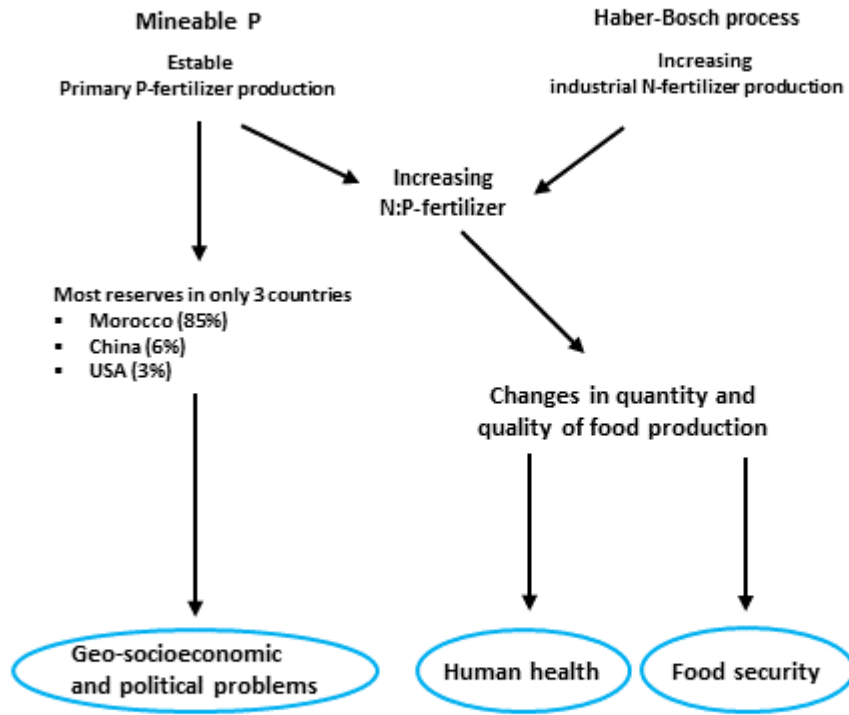 Mineable P
Estable
Primary P-fertilizer production
Haber-Bosch process
Increasing
industrial N-fertilizer production
Increasing
N:P-fertilizer
Most reserves in only 3 countries
▪ Morocco (85%)
▪ China (6%)
▪ USA (3%)
Changes in quantity and
quality of food production
Geo-socioeconomic
and political problems
Human health
Food security